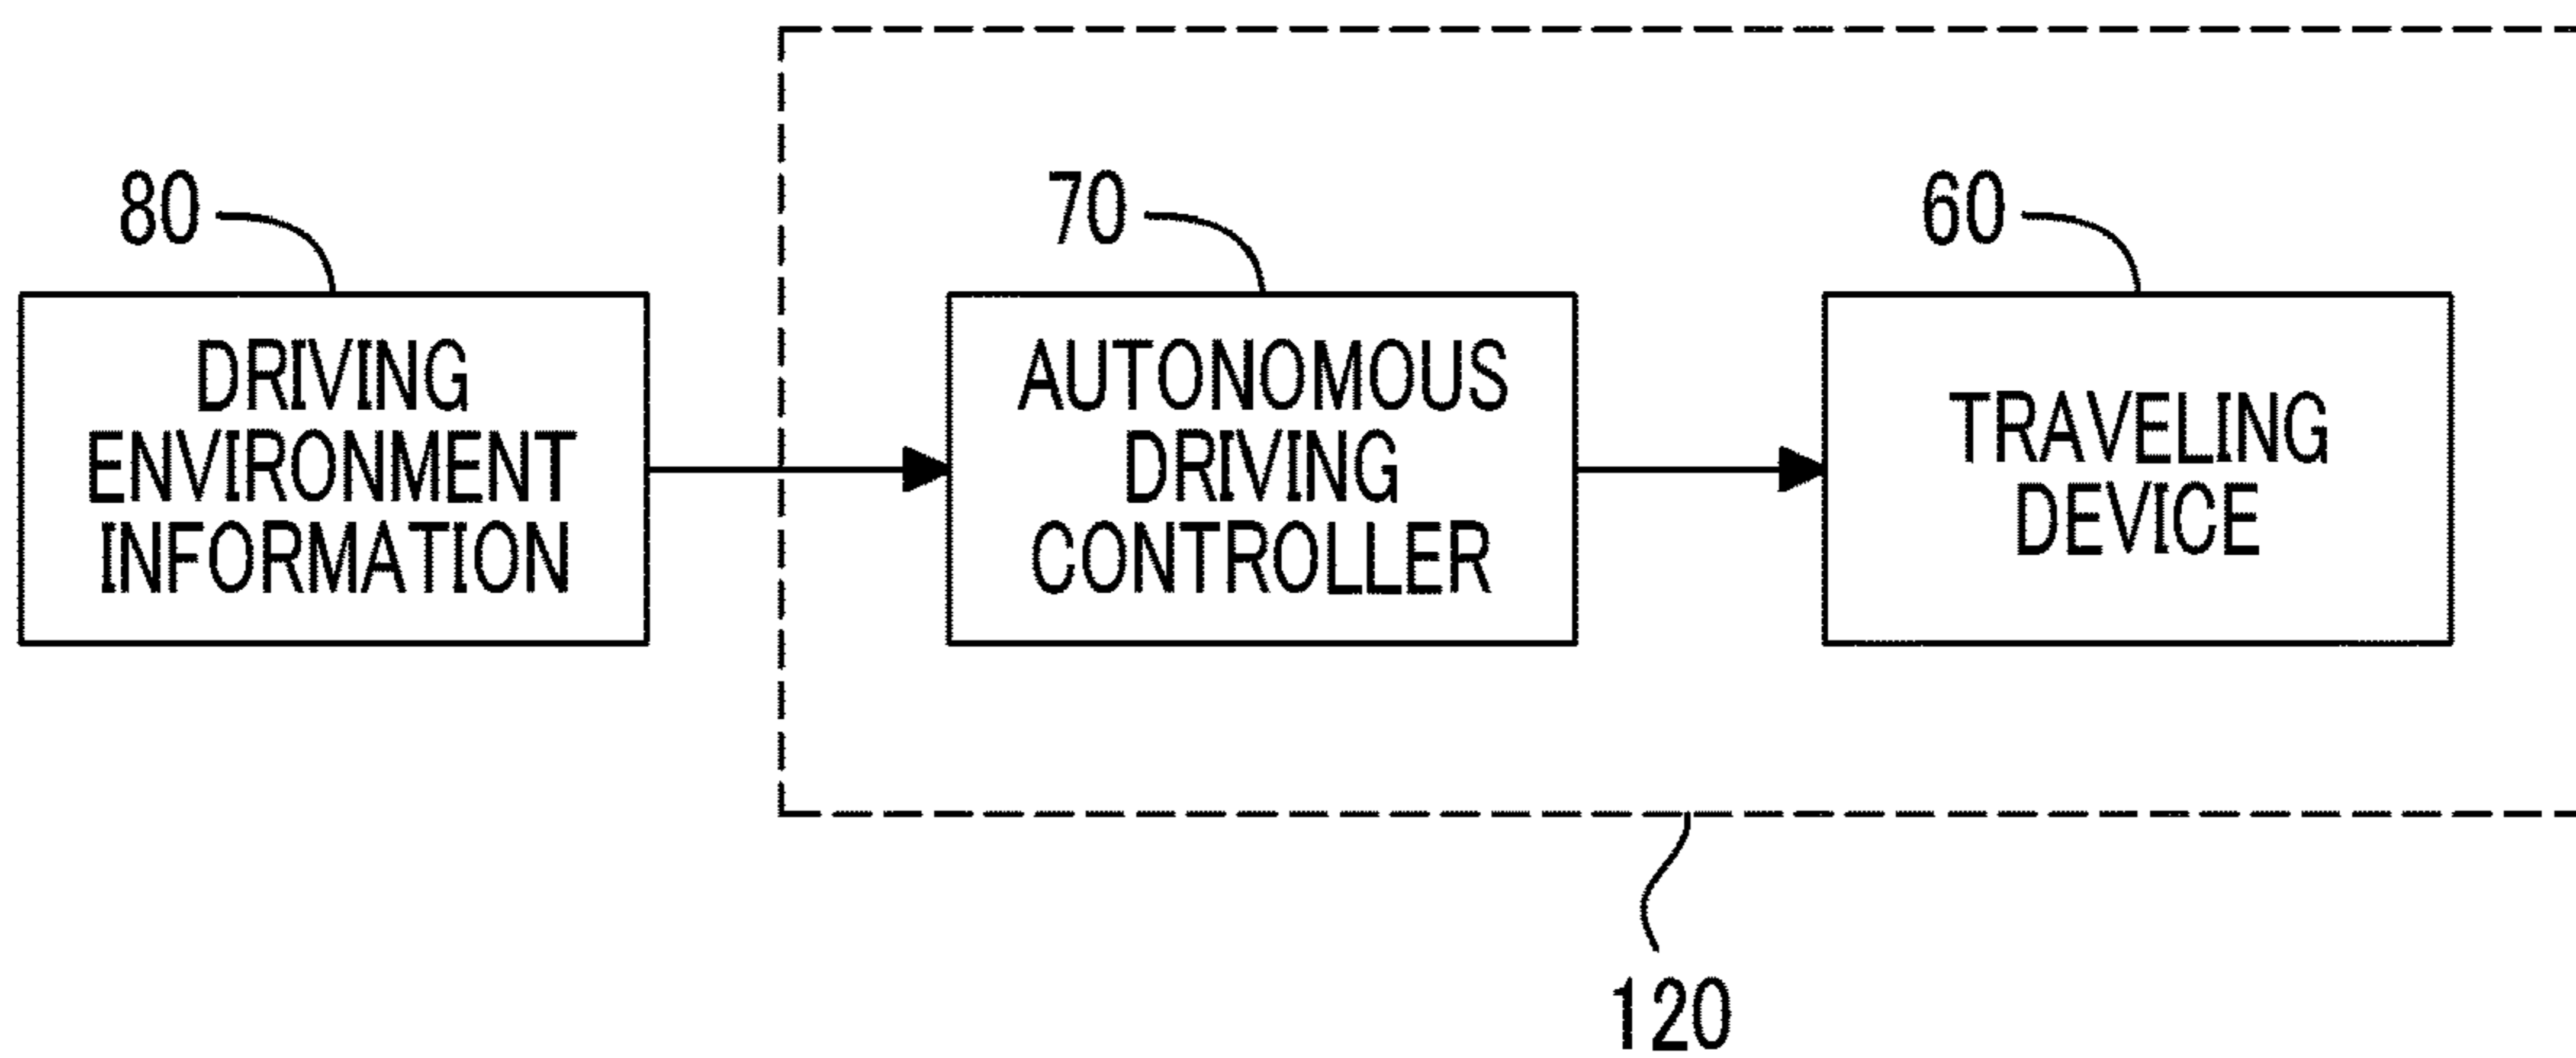 80
70
60
DRIVING
ENVIRONMENT
INFORMATION
AUTONOMOUS
DRIVING
CONTROLLER
TRAVELING
DEVICE
120